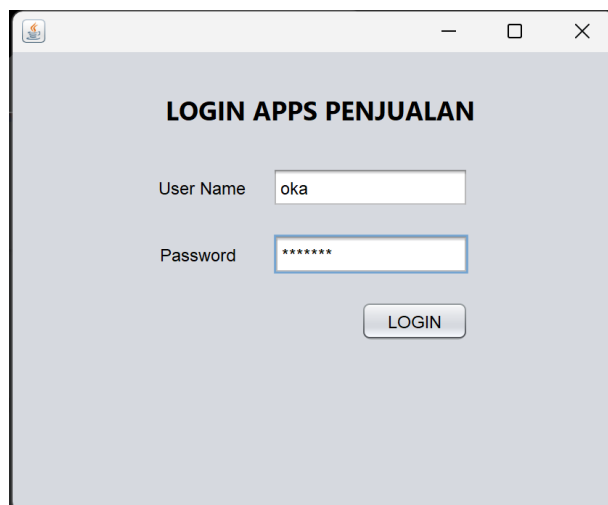 LOGIN APPS PENJUALAN
User Name oka
Password *******
LOGIN